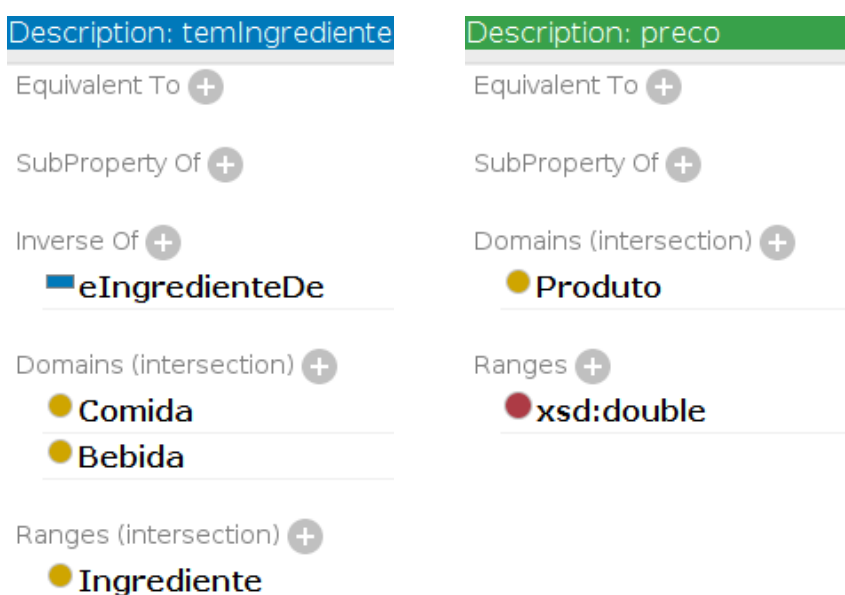 Description: temIngrediente
Equivalent To
SubProperty Of
Inverse Of
eIngredienteDe
Domains (intersection)
Comida
Bebida
Ranges (intersection)
Ingrediente
Description: preco
Equivalent To
SubProperty Of
Domains (intersection)
Produto
Ranges
xsd:double